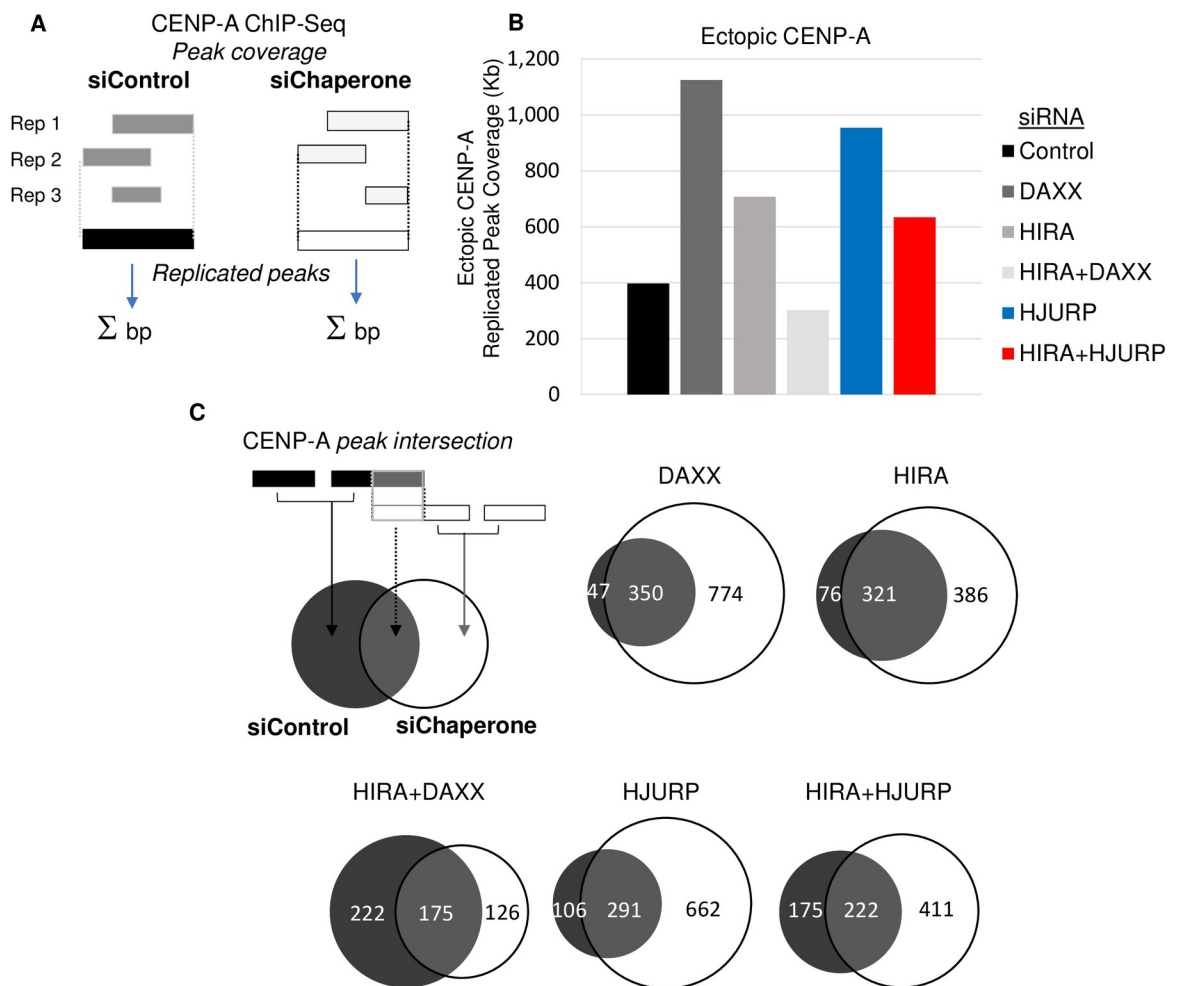 A
CENP-A ChIP-Seq
Peak coverage
siControl
siChaperone
Rep 1
Rep 2
Rep 3
Replicated peaks
Σ bp
Σ bp
B
Ectopic CENP-A
Ectopic CENP-A
Replicated Peak Coverage (Kb)
1,200
1,000
800
600
400
200
0
siRNA
Control
DAXX
HIRA
HIRA+DAXX
HJURP
HIRA+HJURP
C
CENP-A peak intersection
siControl
siChaperone
DAXX
47
350
774
HIRA
76
321
386
HIRA+DAXX
222
175
126
HJURP
106
291
662
HIRA+HJURP
175
222
411